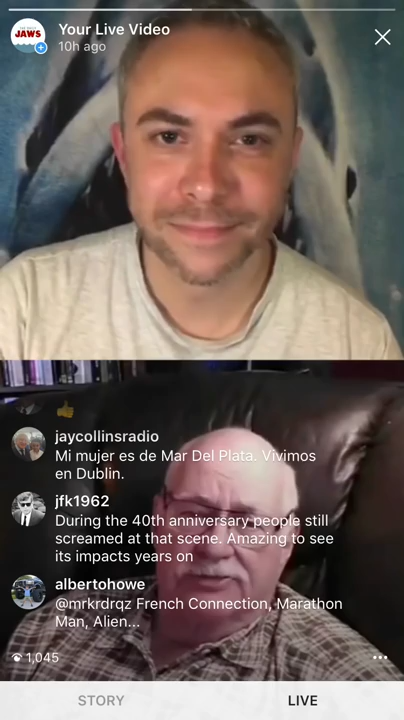 JAWS
Your Live Video
10h ago
jaycollinsradio
Mi mujer es de Mar Del Plata. Vivimos
en Dublin.
jfk1962
During the 40th anniversary people still
screamed at that scene. Amazing to see
its impacts years on
albertohowe
@mrkrdrqz French Connection, Marathon
Man, Alien...
1,045
STORY
LIVE